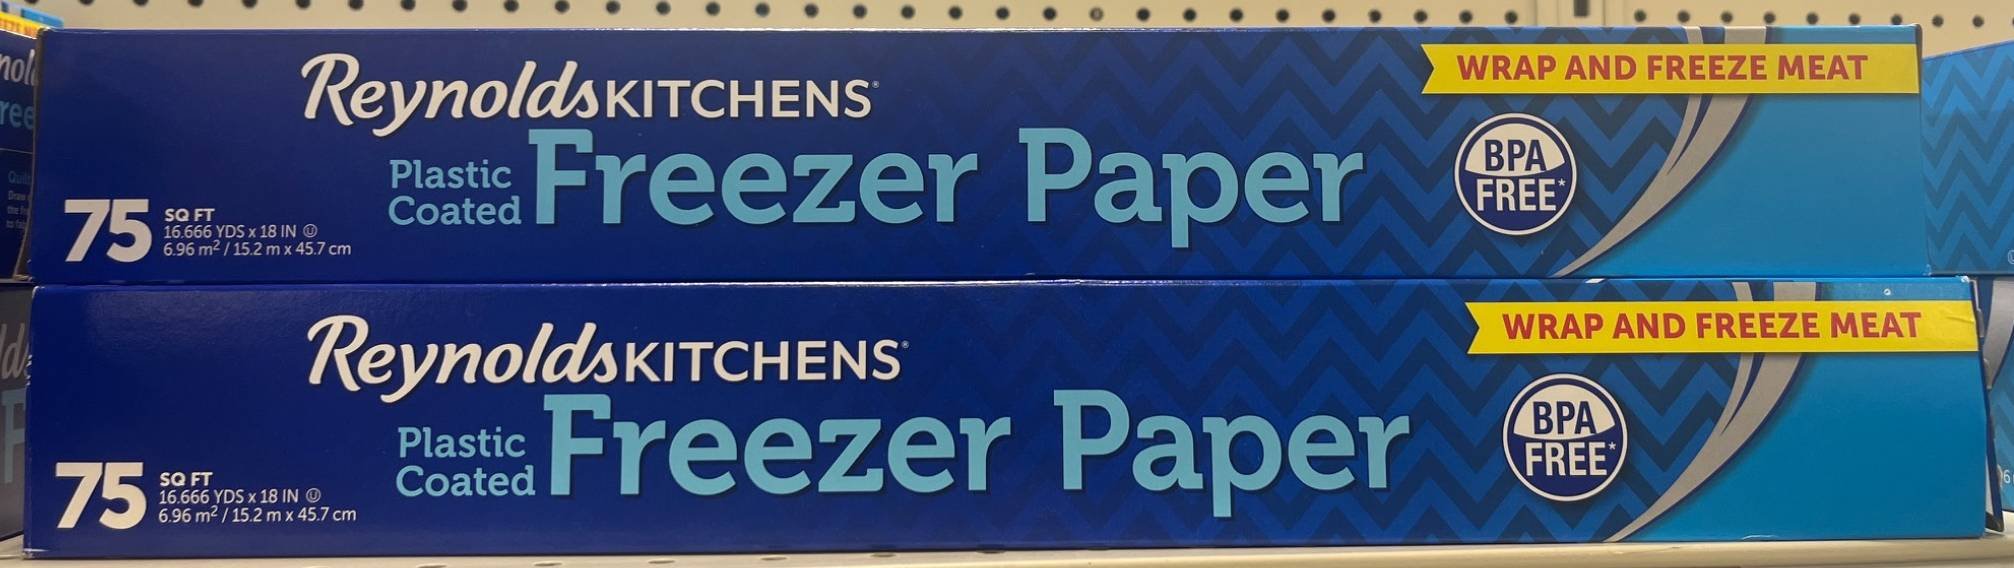 Reynolds KITCHENS®
Plastic Coated
Freezer Paper
75 SQ FT
16.666 YDS x 18 IN Ⓤ
6.96 m² / 15.2 m x 45.7 cm
WRAP AND FREEZE MEAT
BPA
FREE*
Reynolds KITCHENS®
Plastic Coated
Freezer Paper
75 SQ FT
16.666 YDS x 18 IN Ⓤ
6.96 m² / 15.2 m x 45.7 cm
WRAP AND FREEZE MEAT
BPA
FREE*